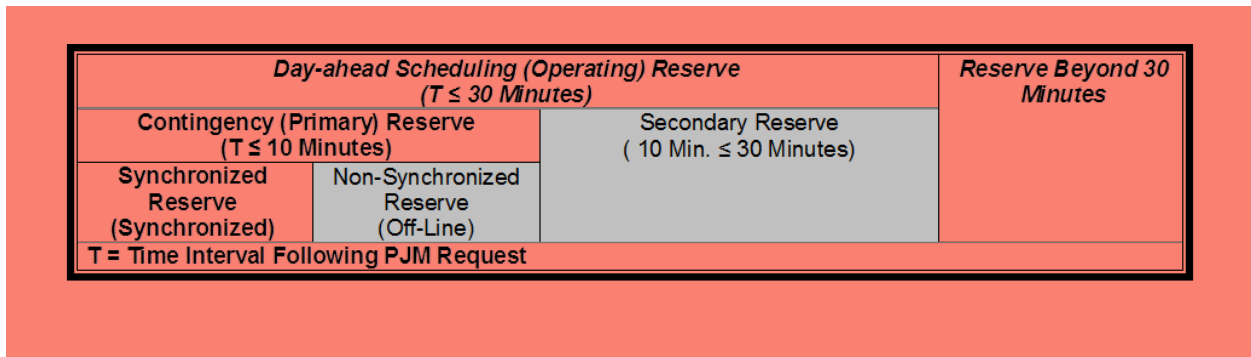 Day-ahead Scheduling (Operating) Reserve
(T ≤ 30 Minutes)
Reserve Beyond 30
Minutes
Contingency (Primary) Reserve
(T ≤ 10 Minutes)
Secondary Reserve
( 10 Min. ≤ 30 Minutes)
Synchronized
Reserve
(Synchronized)
Non-Synchronized
Reserve
(Off-Line)
T = Time Interval Following PJM Request